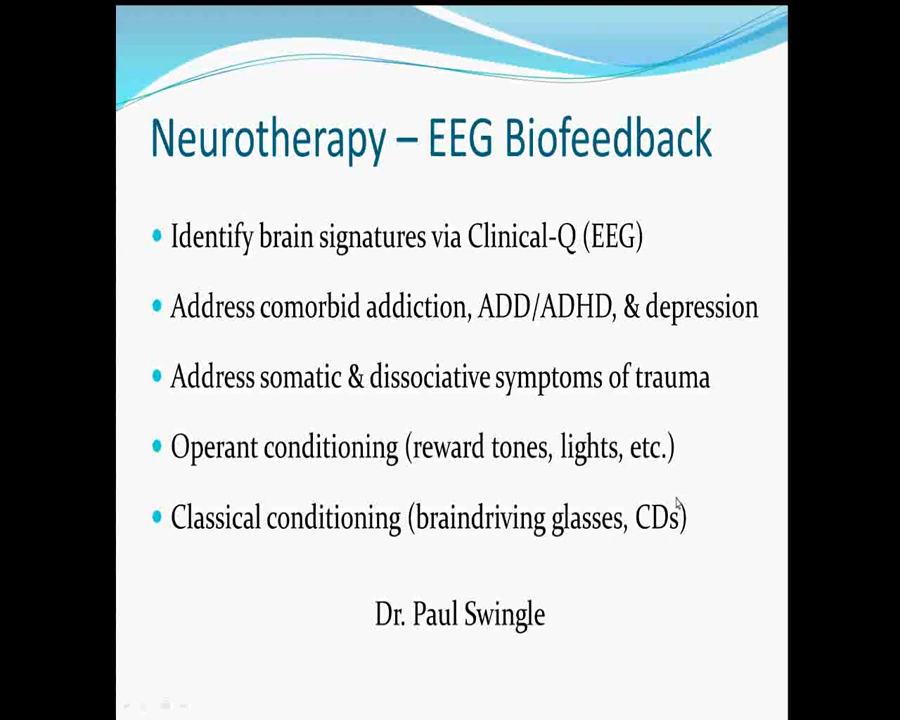 Neurotherapy – EEG Biofeedback
• Identify brain signatures via Clinical-Q (EEG)
• Address comorbid addiction, ADD/ADHD, & depression
• Address somatic & dissociative symptoms of trauma
• Operant conditioning (reward tones, lights, etc.)
• Classical conditioning (braindriving glasses, CDs)
Dr. Paul Swingle